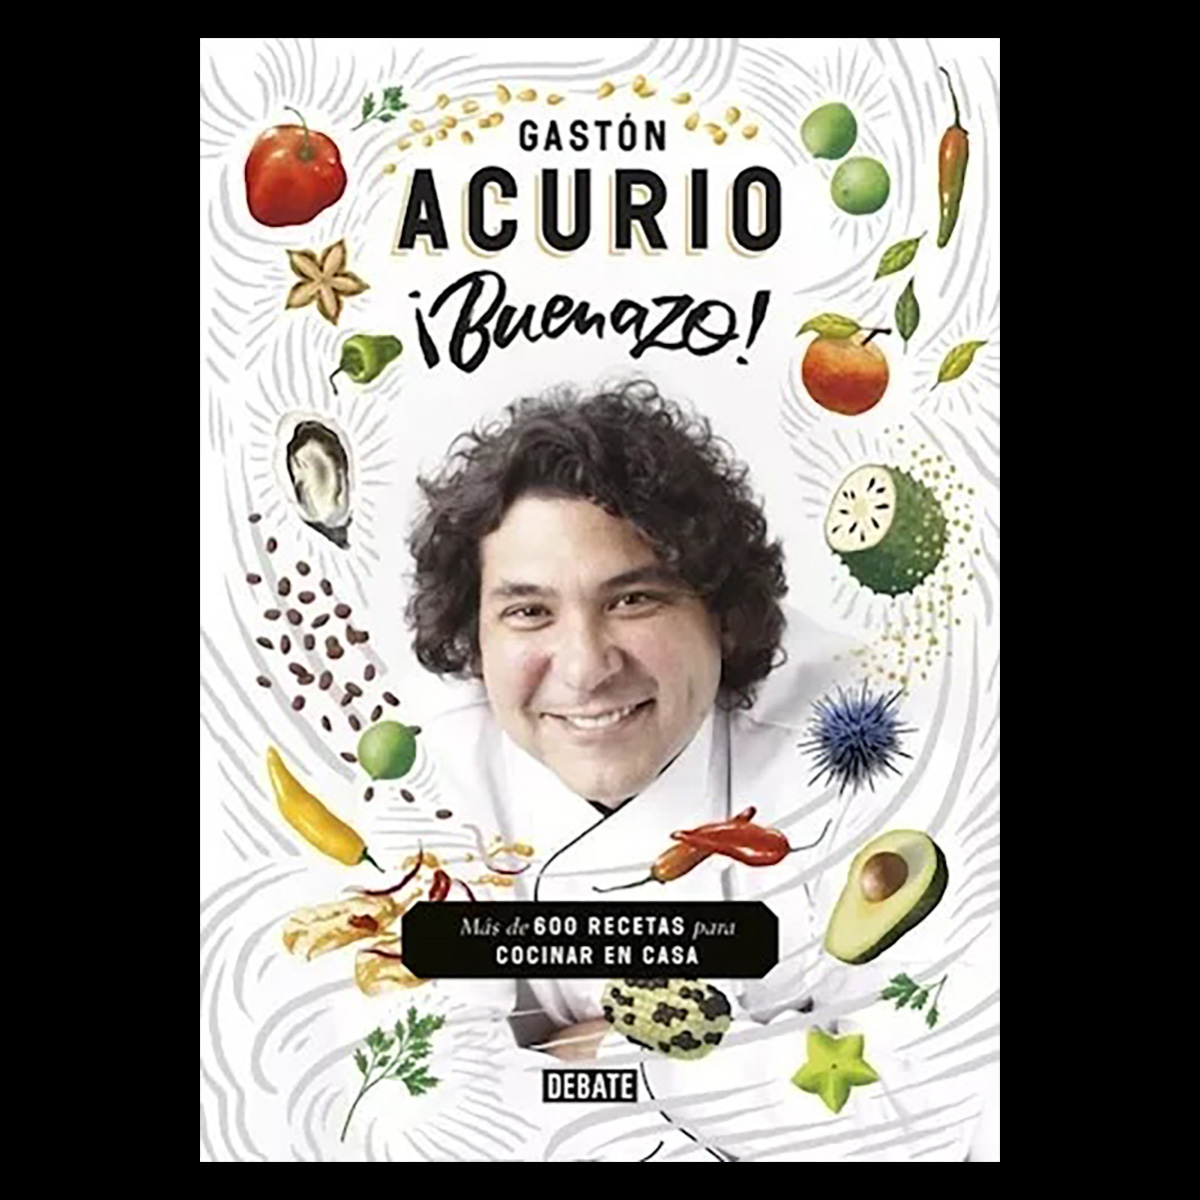 GASTÓN
ACURIO
¡Buenazo!
Más de 600 RECETAS para
COCINAR EN CASA
DEBATE